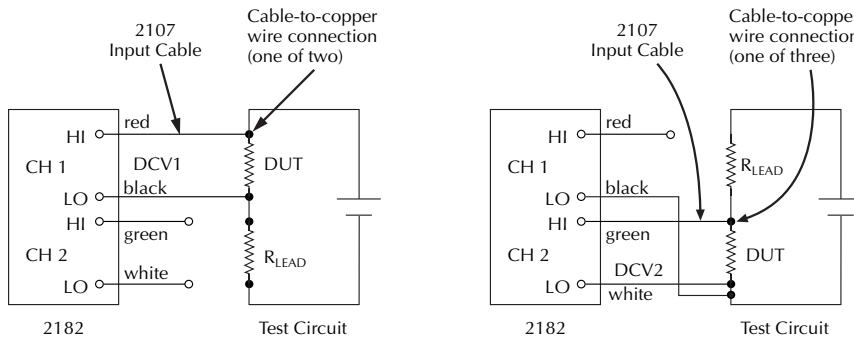 2107
Input Cable
Cable-to-copper
wire connection
(one of two)
red
HI
CH 1
DCV1
DUT
black
LO
HI
green
CH 2
RLEAD
white
LO
2182
Test Circuit
2107
Input Cable
Cable-to-coppe
wire connection
(one of three)
red
HI
CH 1
RLEAD
black
LO
HI
green
CH 2
DUT
DCV2
LO
white
2182
Test Circuit